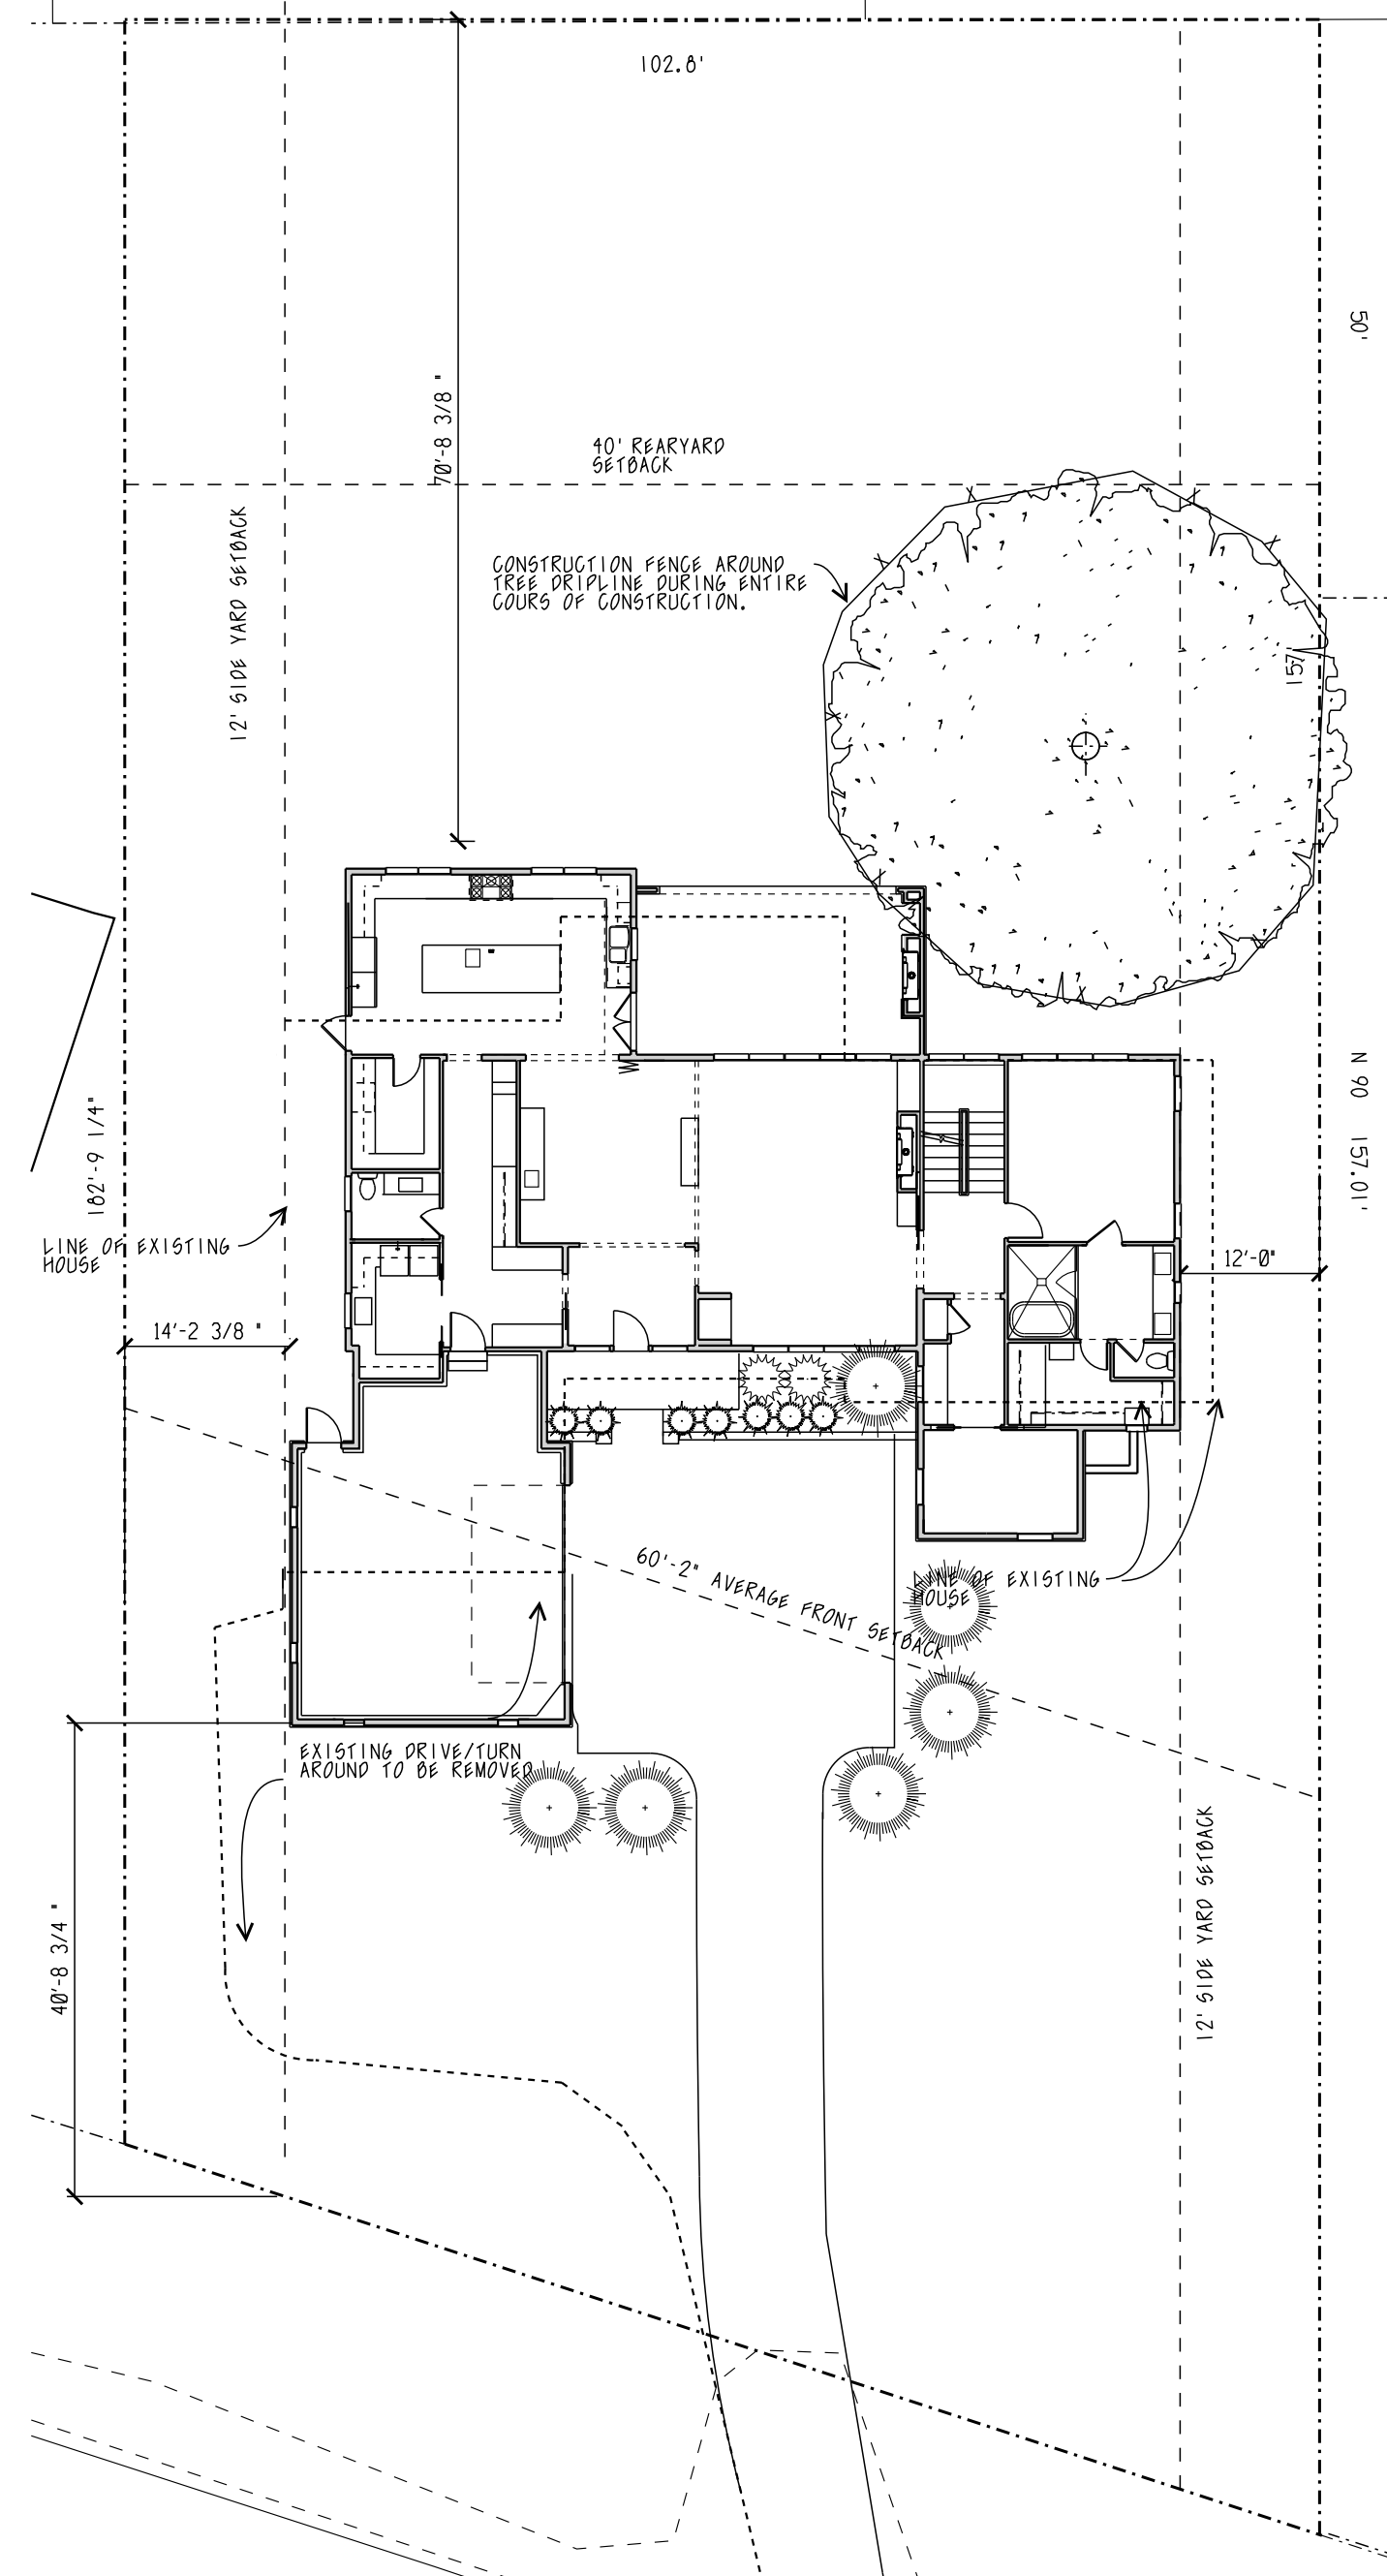 102.8'
50'
70'-8 3/8 "
40' REARYARD
SETBACK
12' SIDE YARD SETBACK
CONSTRUCTION FENCE AROUND
TREE DRIPLINE DURING ENTIRE
COURS OF CONSTRUCTION.
157
182'-9 1/4"
N 90 157.01'
LINE OF EXISTING
HOUSE
12'-0"
14'-2 3/8 "
60'-2" AVERAGE FRONT SETBACK
LINE OF EXISTING
HOUSE
EXISTING DRIVE/TURN
AROUND TO BE REMOVED
12' SIDE YARD SETBACK
40'-8 3/4 "